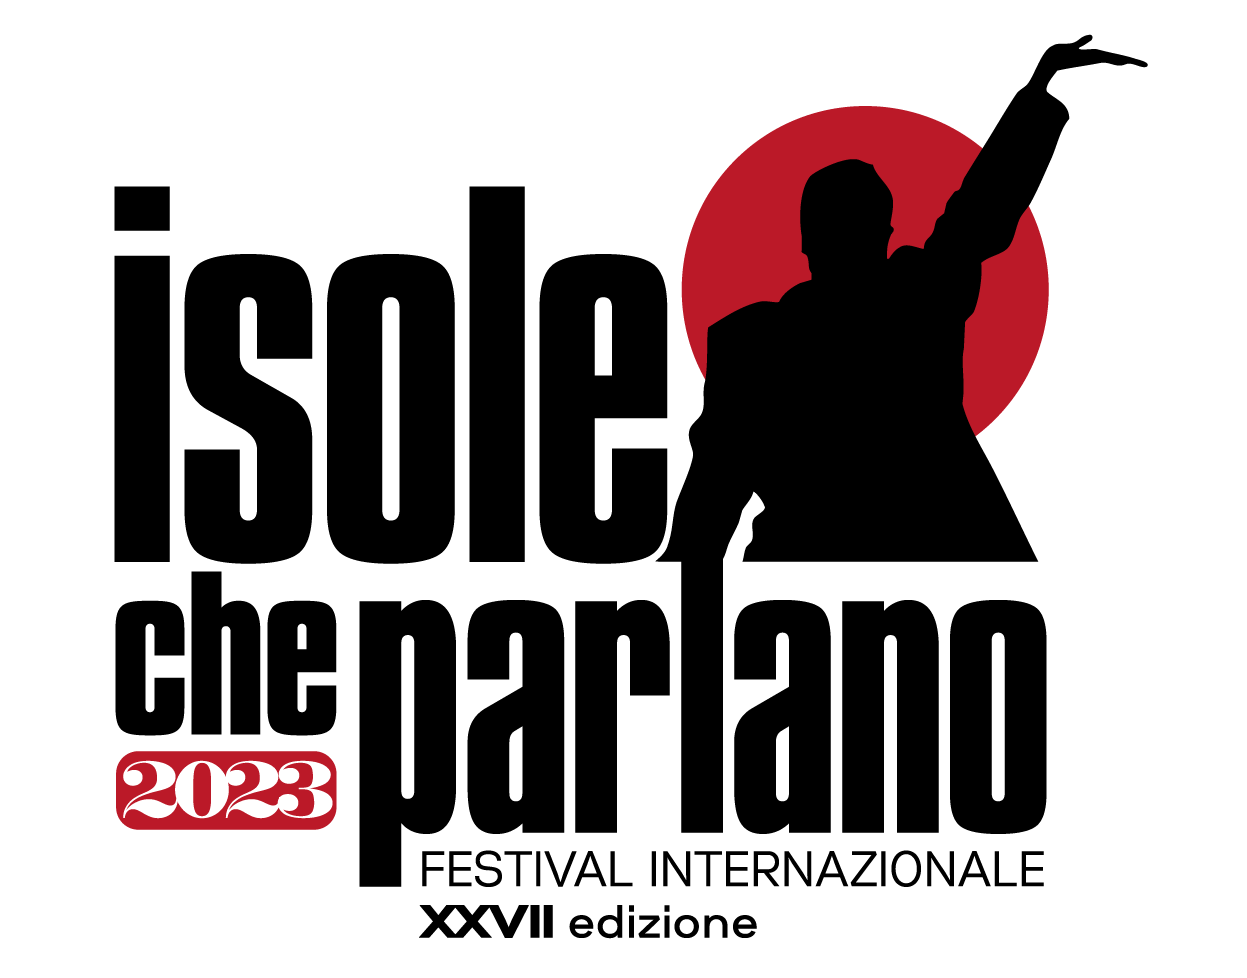 isole
che parlano
2023
FESTIVAL INTERNAZIONALE
XXVII edizione